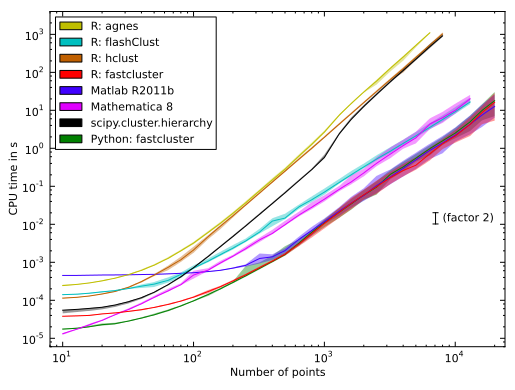 R: agnes
R: flashClust
R: hclust
R: fastcluster
Matlab R2011b
Mathematica 8
scipy.cluster.hierarchy
Python: fastcluster
CPU time in s
10³
10²
10¹
10⁰
10⁻¹
10⁻²
10⁻³
10⁻⁴
10⁻⁵
(factor 2)
10¹ 10² 10³ 10⁴
Number of points